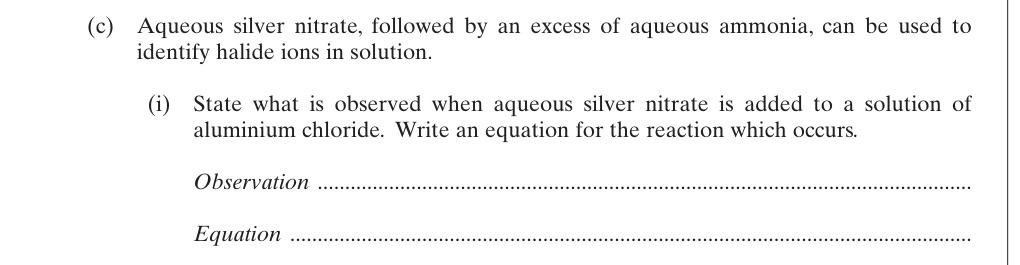 (c) Aqueous silver nitrate, followed by an excess of aqueous ammonia, can be used to
identify halide ions in solution.
(i) State what is observed when aqueous silver nitrate is added to a solution of
aluminium chloride. Write an equation for the reaction which occurs.
Observation ........................................................................................................................
Equation ..............................................................................................................................